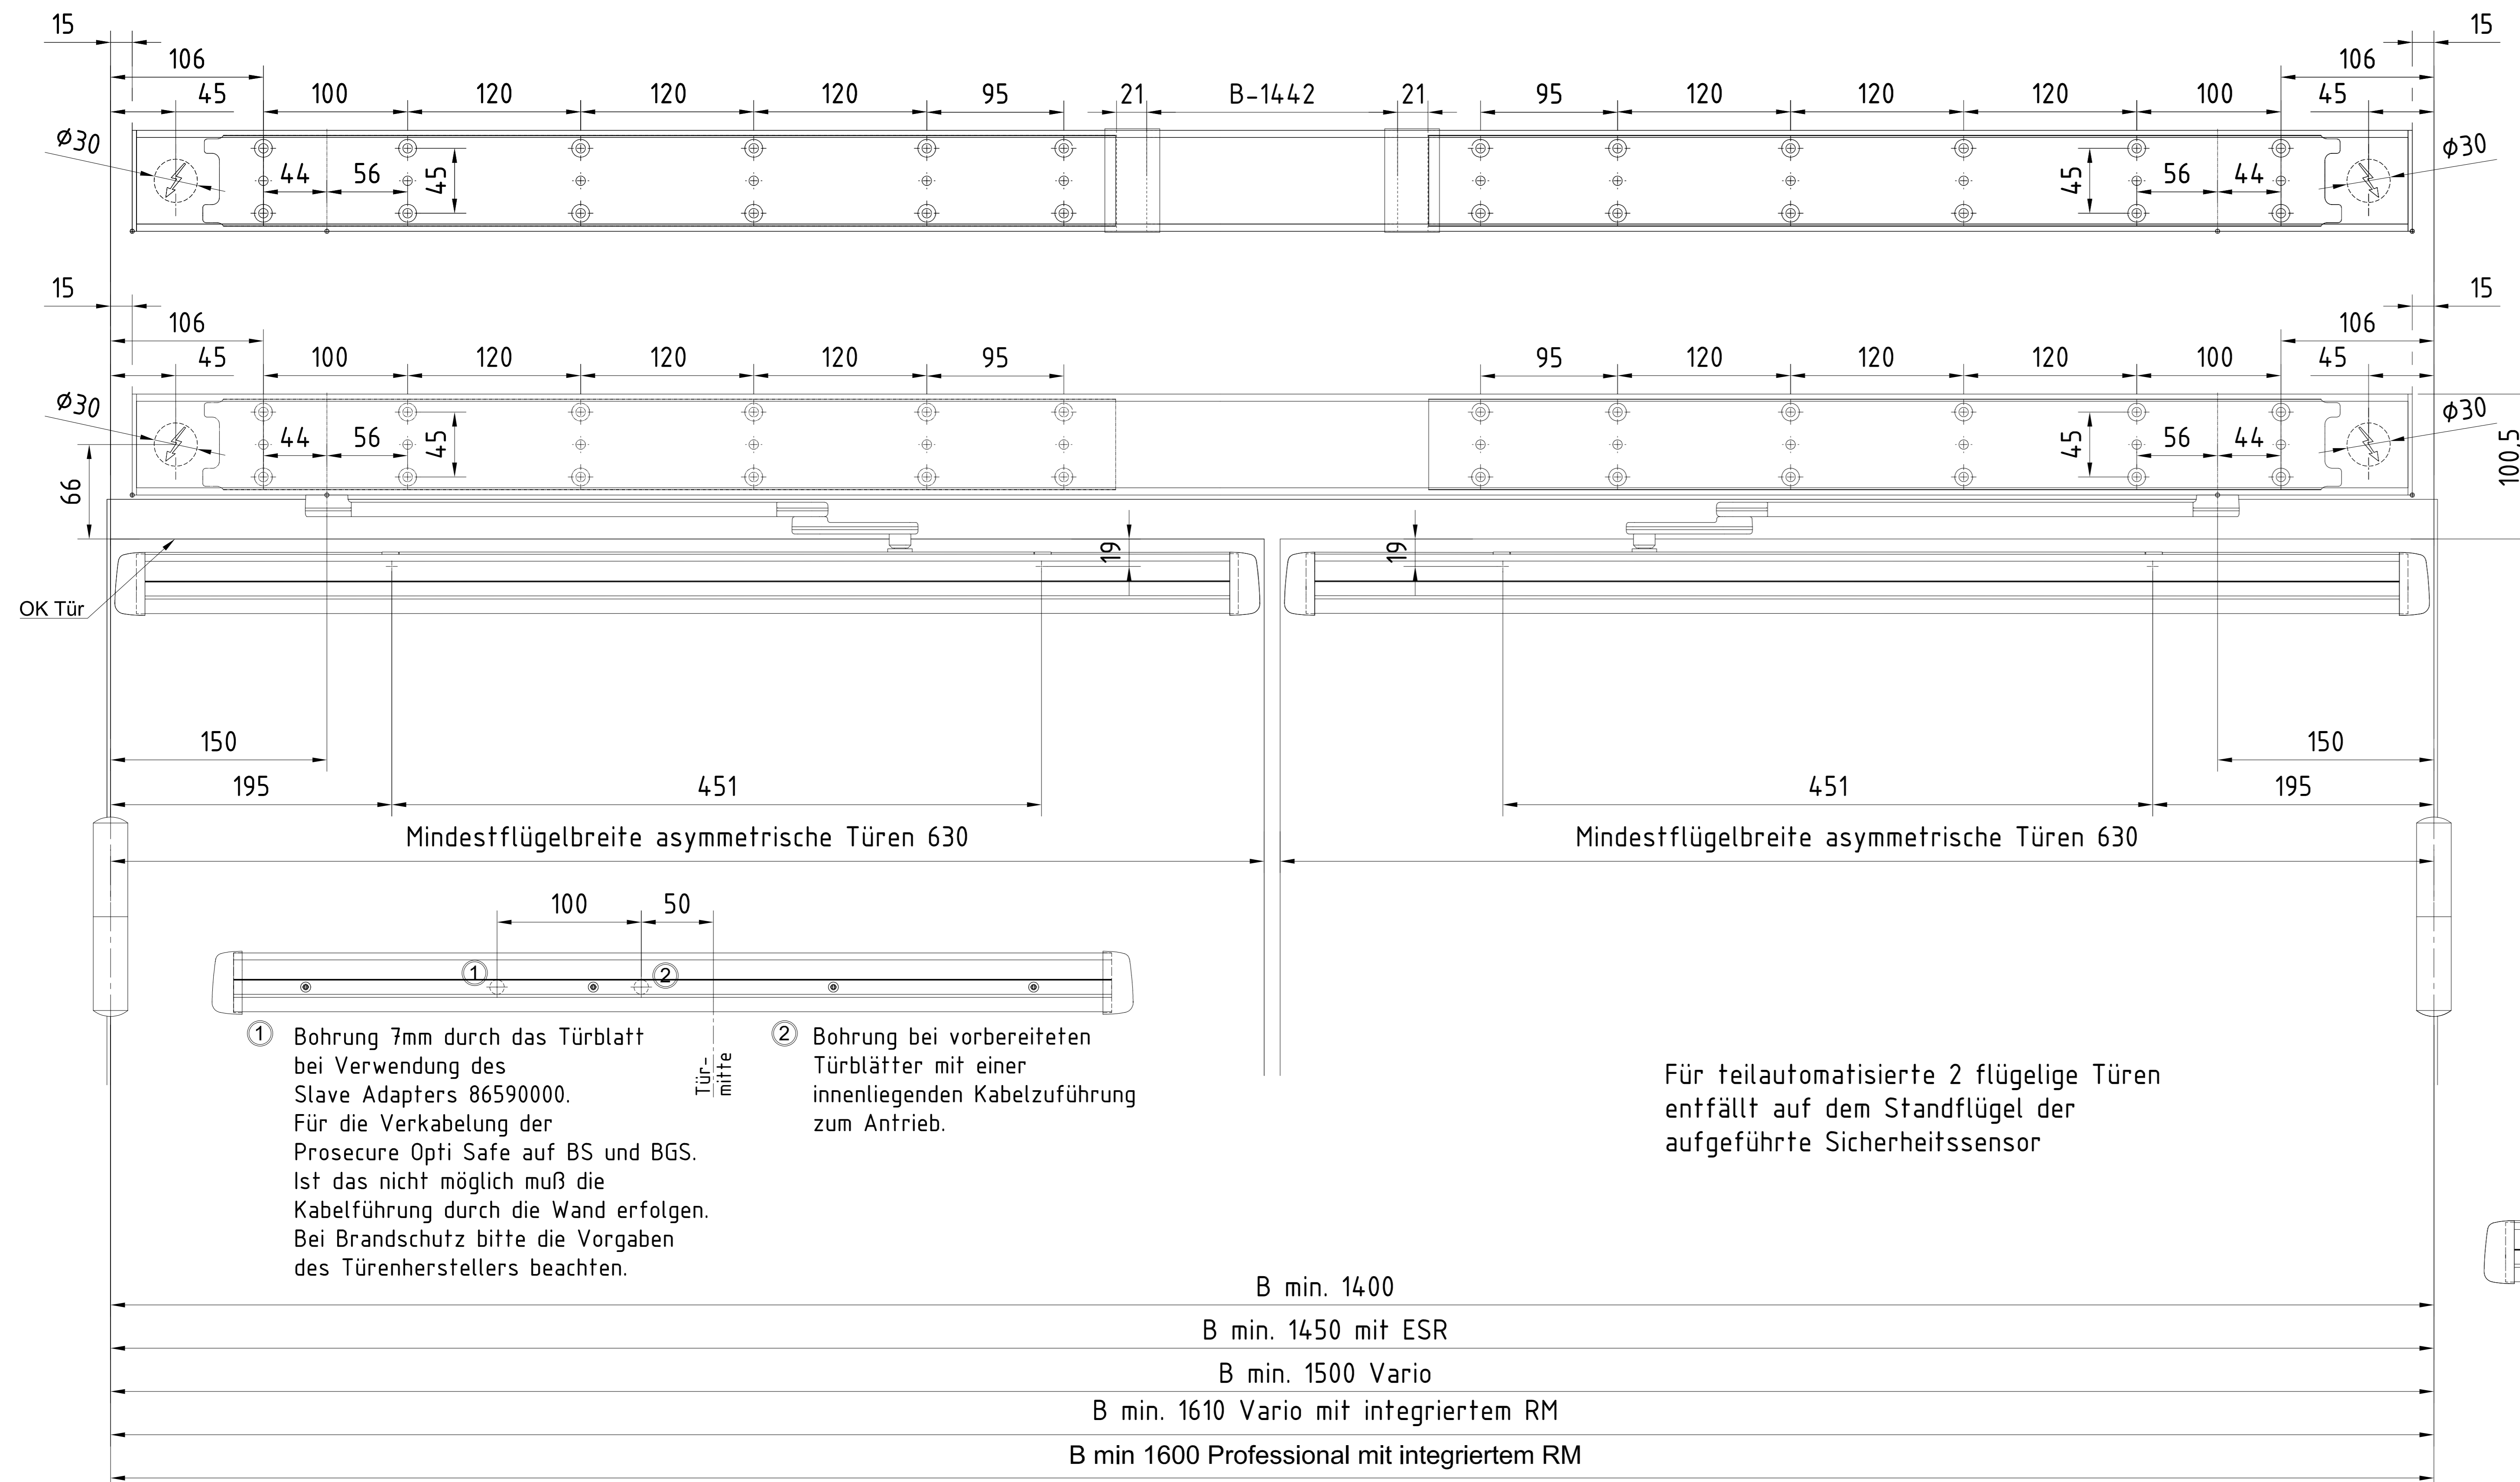 15
15
106
106
45
100
120
120
120
95
21
B-1442
21
95
120
120
120
100
45
ϕ30
44
56
45
45
56
44
ϕ30
15
15
106
106
45
100
120
120
120
95
95
120
120
120
100
45
ϕ30
44
56
45
45
56
44
ϕ30
66
100,5
19
19
OK Tür
150
150
195
451
451
195
Mindestflügelbreite asymmetrische Türen 630
Mindestflügelbreite asymmetrische Türen 630
100
50
1
2
Tür-
mitte
1 Bohrung 7mm durch das Türblatt
bei Verwendung des
Slave Adapters 86590000.
Für die Verkabelung der
Prosecure Opti Safe auf BS und BGS.
Ist das nicht möglich muß die
Kabelführung durch die Wand erfolgen.
Bei Brandschutz bitte die Vorgaben
des Türenherstellers beachten.
2 Bohrung bei vorbereiteten
Türblätter mit einer
innenliegenden Kabelzuführung
zum Antrieb.
Für teilautomatisierte 2 flügelige Türen
entfällt auf dem Standflügel der
aufgeführte Sicherheitssensor
B min. 1400
B min. 1450 mit ESR
B min. 1500 Vario
B min. 1610 Vario mit integriertem RM
B min 1600 Professional mit integriertem RM